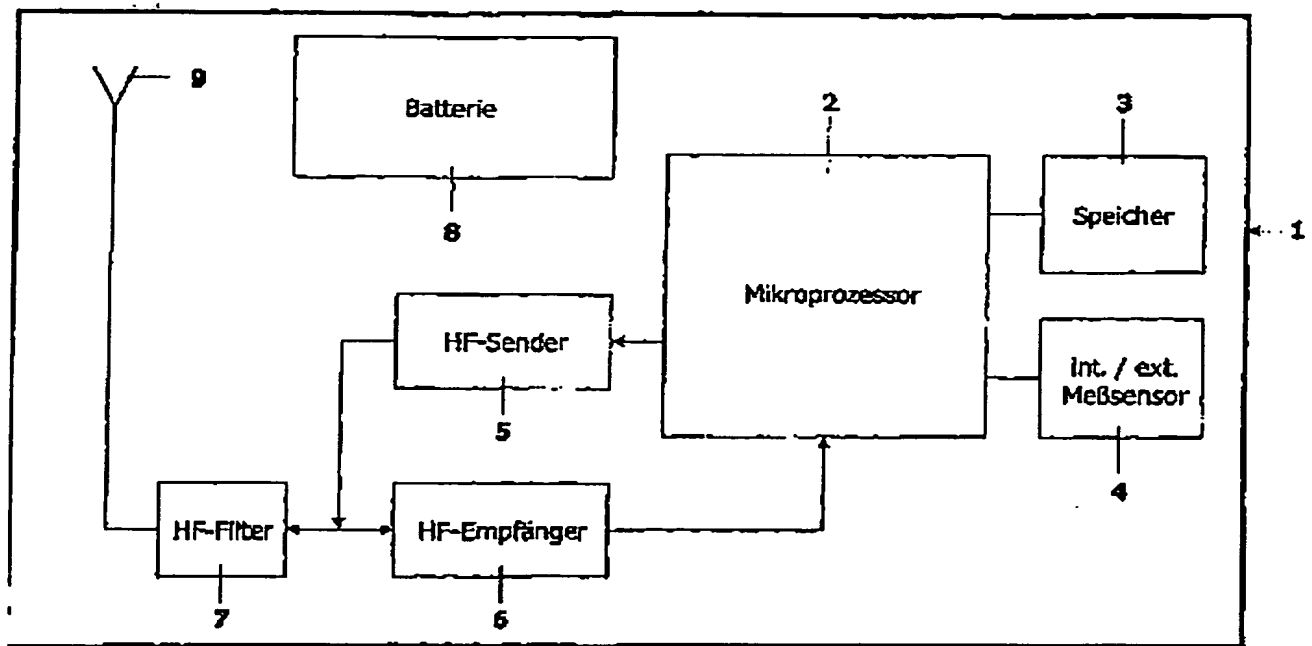 9
Batterie
8
2
3
Mikroprozessor
Speicher
1
HF-Sender
5
Int. / ext.
Meßsensor
4
HF-Filter
7
HF-Empfänger
6